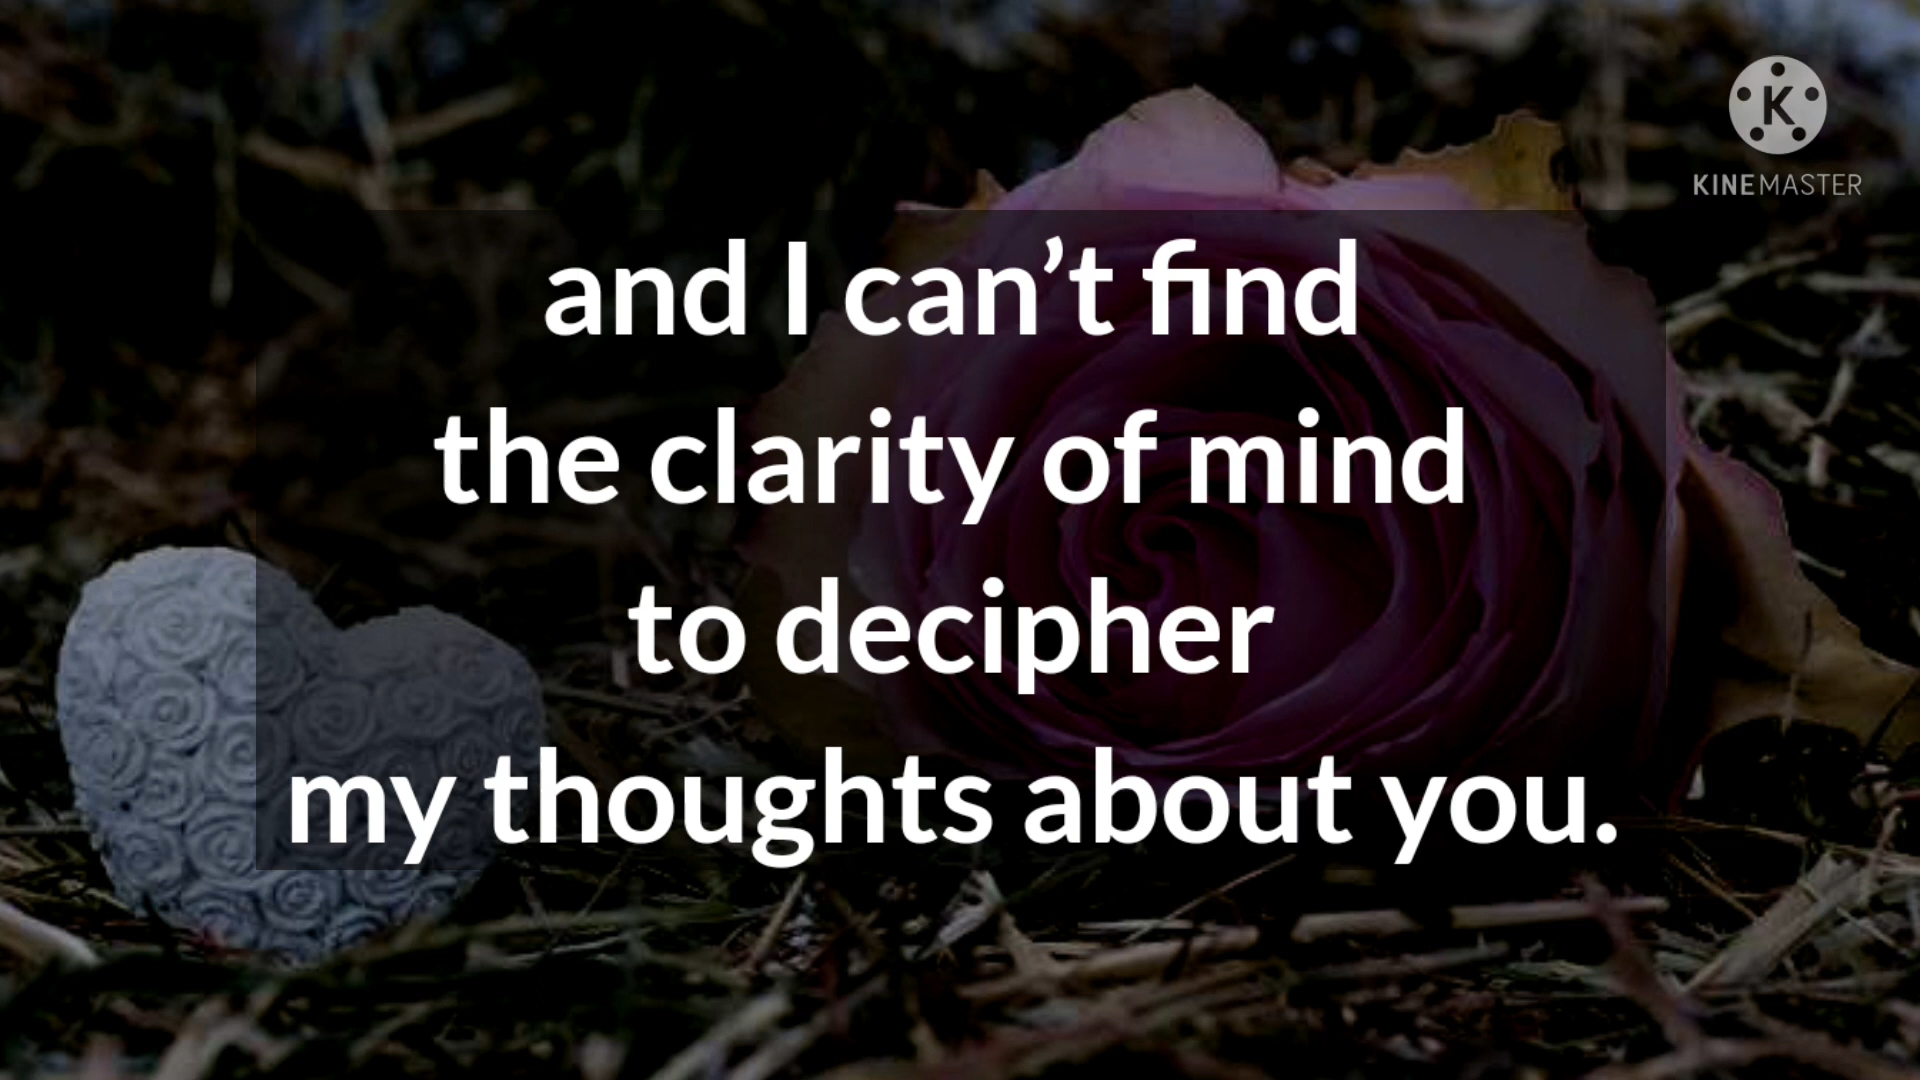 K
KINEMASTER
and I can’t find
the clarity of mind
to decipher
my thoughts about you.